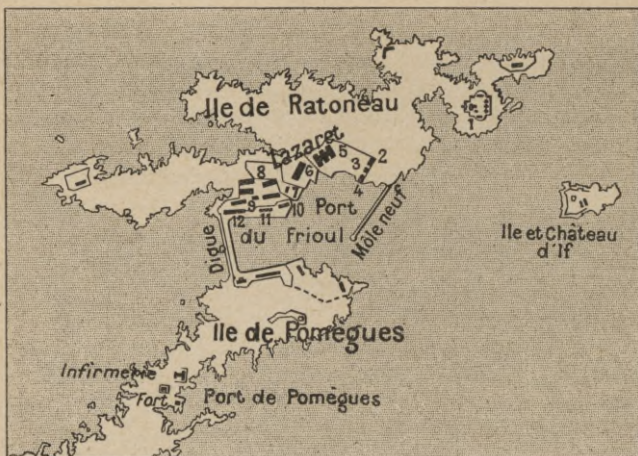 Ile de Ratoneau
1
Lazaret
5
2
3
6
4
8
7
9
10
12
11
Port
du Frioul
Môle neuf
Digue
Ile et Château
d'If
Ile de Pomègues
Infirmerie
Fort
Port de Pomègues